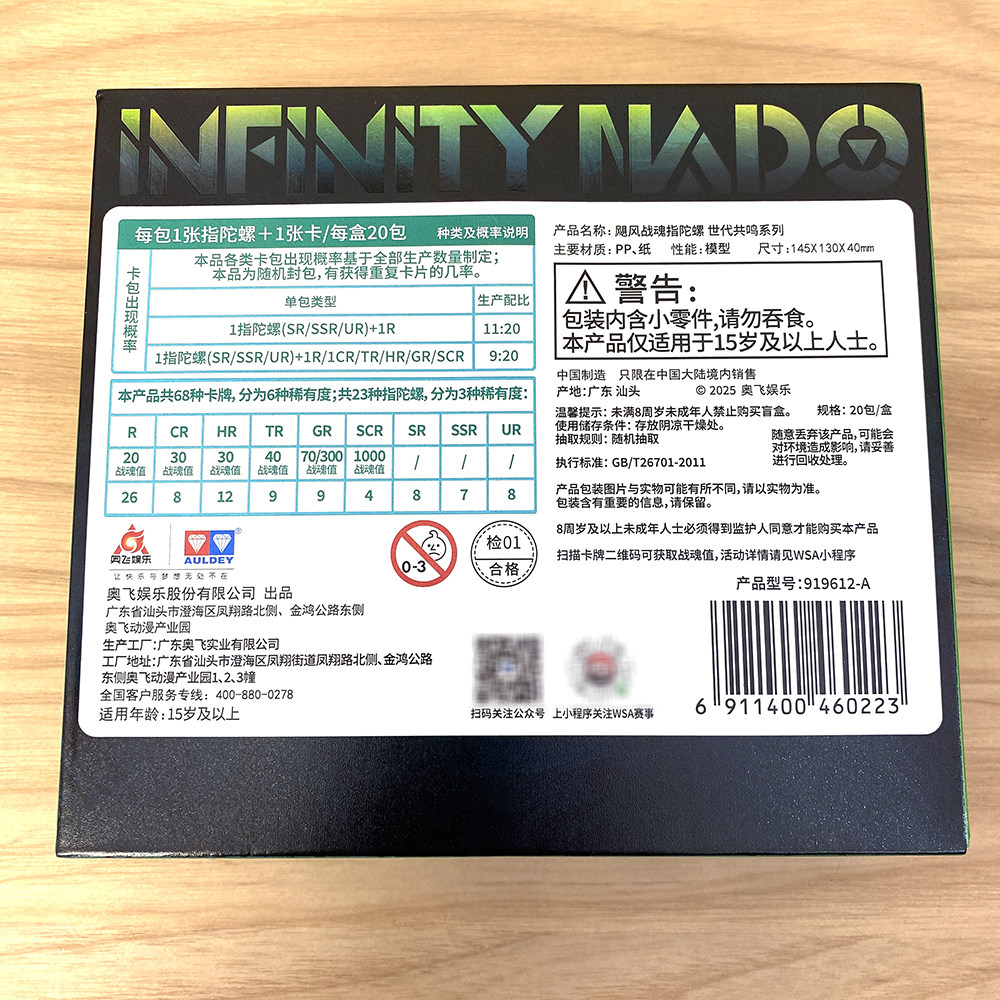 INFINITY NADO
每包1张指陀螺+1张卡/每盒20包 种类及概率说明
卡包出现概率
本品各类卡包出现概率基于全部生产数量制定;
本品为随机封包,有获得重复卡片的几率。
单包类型 生产配比
1指陀螺(SR/SSR/UR)+1R 11:20
1指陀螺(SR/SSR/UR)+1R/1CR/TR/HR/GR/SCR 9:20
本产品共68种卡牌, 分为6种稀有度;共23种指陀螺, 分为3种稀有度:
R CR HR TR GR SCR SR SSR UR
20 30 30 40 70/300 1000 / / /
战魂值 战魂值 战魂值 战魂值 战魂值 战魂值
26 8 12 9 9 4 8 7 8
奥飞娱乐 AULDEY ®
让快乐与梦想无处不在
0-3
检01
合格
奥飞娱乐股份有限公司 出品
广东省汕头市澄海区凤翔路北侧、金鸿公路东侧
奥飞动漫产业园
生产工厂:广东奥飞实业有限公司
工厂地址:广东省汕头市澄海区凤翔街道凤翔路北侧、金鸿公路
东侧奥飞动漫产业园1、2、3幢
全国客户服务专线: 400-880-0278
适用年龄: 15岁及以上
扫码关注公众号 上小程序关注WSA赛事
产品名称: 飓风战魂指陀螺 世代共鸣系列
主要材质: PP、纸 性能: 模型 尺寸: 145X130X40mm
警告:
包装内含小零件,请勿吞食。
本产品仅适用于15岁及以上人士。
中国制造 只限在中国大陆境内销售
产地: 广东 汕头 © 2025 奥飞娱乐
温馨提示: 未满8周岁未成年人禁止购买盲盒。 规格: 20包/盒
使用储存条件: 存放阴凉干燥处。
抽取规则: 随机抽取
随意丢弃该产品,可能会
对环境造成影响,请妥善
进行回收处理。
执行标准: GB/T26701-2011
产品包装图片与实物可能有所不同,请以实物为准。
包装含有重要的信息,请保留。
8周岁及以上未成年人士必须得到监护人同意才能购买本产品
扫描卡牌二维码可获取战魂值, 活动详情请见WSA小程序
产品型号: 919612-A
6 911400 460223